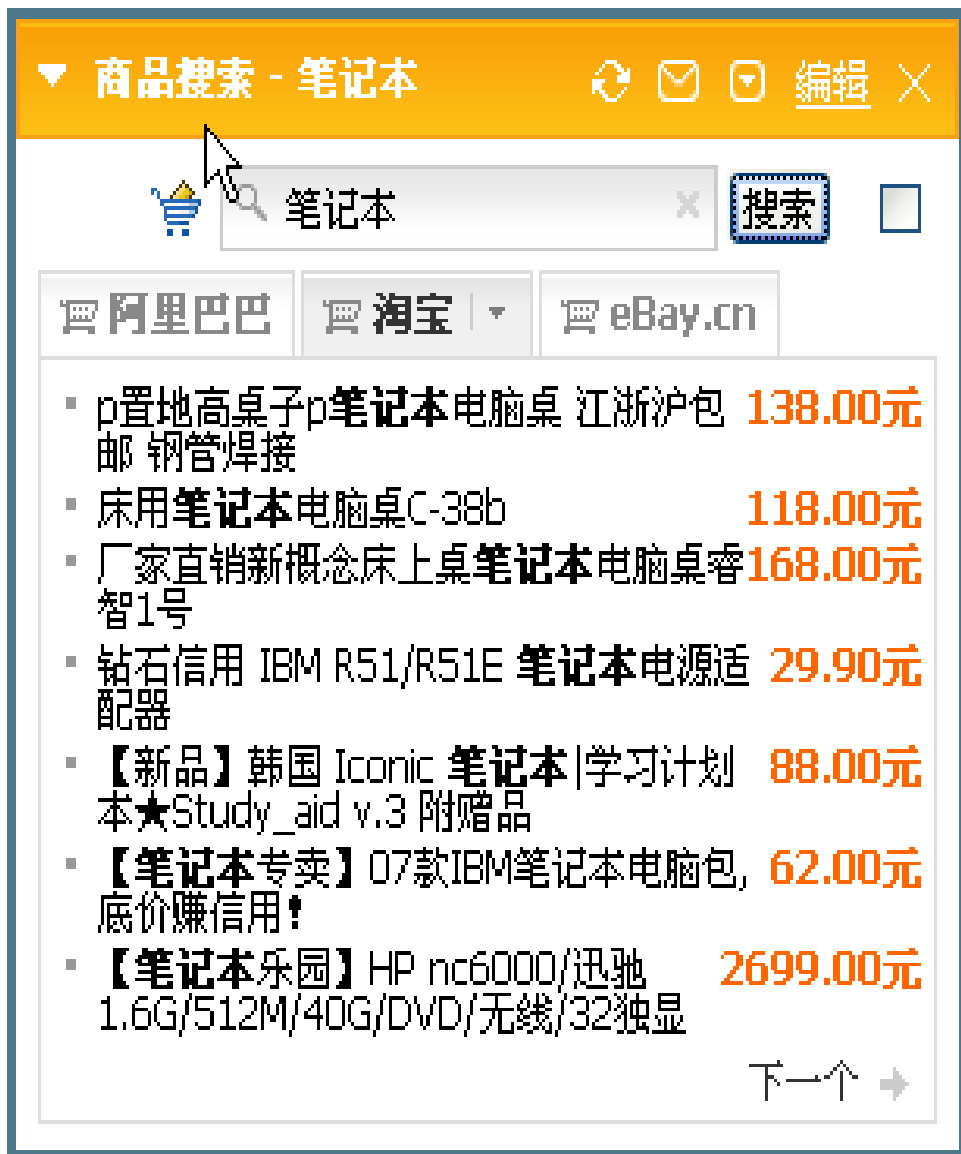 商品搜索 - 笔记本 编辑
笔记本 搜索
阿里巴巴 淘宝 eBay.cn
p置地高桌子p笔记本电脑桌 江浙沪包 138.00元
邮 钢管焊接
床用笔记本电脑桌C-38b 118.00元
厂家直销新概念床上桌笔记本电脑桌睿 168.00元
智1号
钻石信用 IBM R51/R51E 笔记本电源适 29.90元
配器
【新品】韩国 Iconic 笔记本|学习计划 88.00元
本★Study_aid v.3 附赠品
【笔记本专卖】07款IBM笔记本电脑包, 62.00元
底价赚信用❢
【笔记本乐园】HP nc6000/迅驰 2699.00元
1.6G/512M/40G/DVD/无线/32独显
下一个